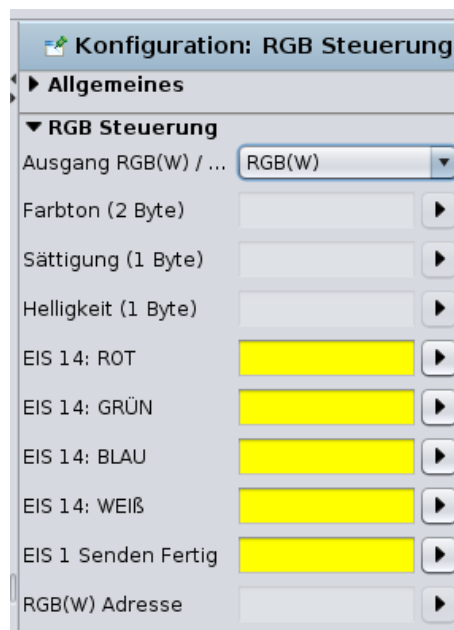 Konfiguration: RGB Steuerung
Allgemeines
RGB Steuerung
Ausgang RGB(W) / ... RGB(W)
Farbton (2 Byte)
Sättigung (1 Byte)
Helligkeit (1 Byte)
EIS 14: ROT
EIS 14: GRÜN
EIS 14: BLAU
EIS 14: WEIß
EIS 1 Senden Fertig
RGB(W) Adresse